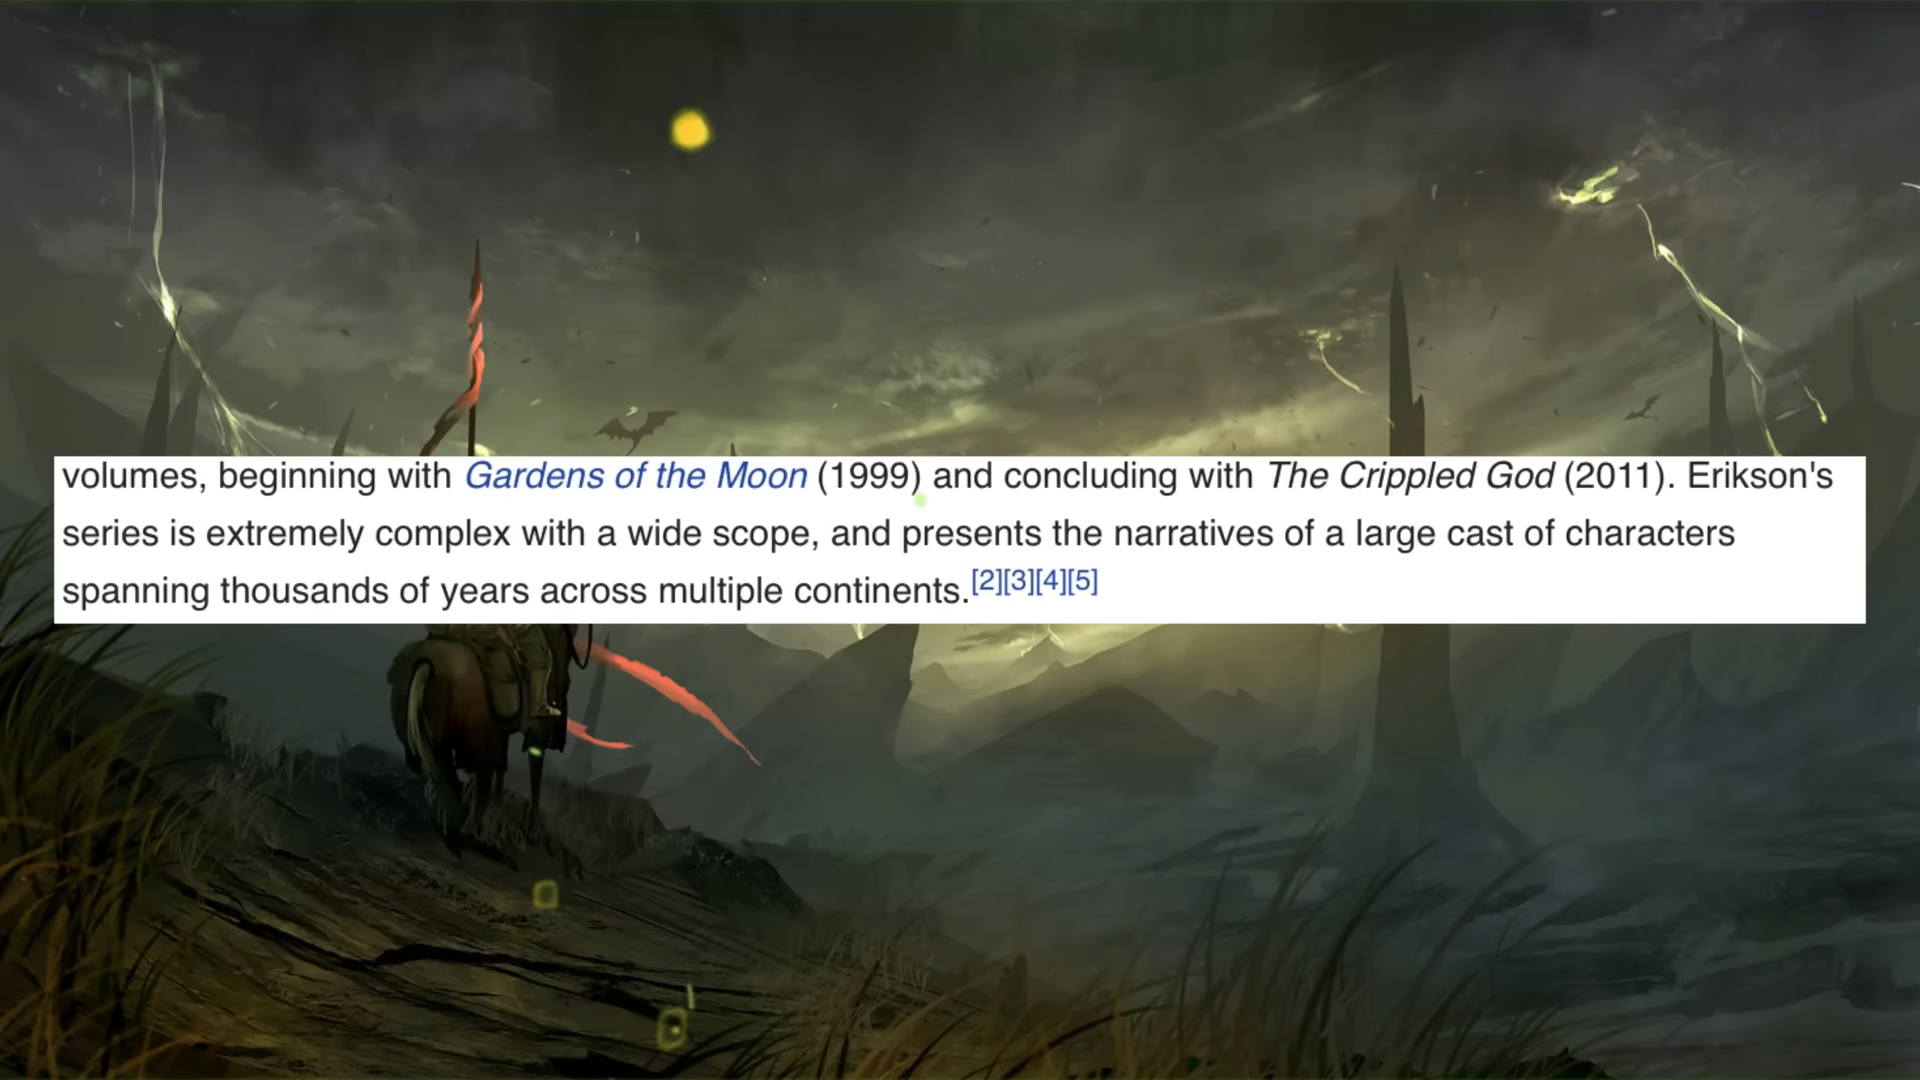 volumes, beginning with Gardens of the Moon (1999) and concluding with The Crippled God (2011). Erikson's
series is extremely complex with a wide scope, and presents the narratives of a large cast of characters
spanning thousands of years across multiple continents.[2][3][4][5]